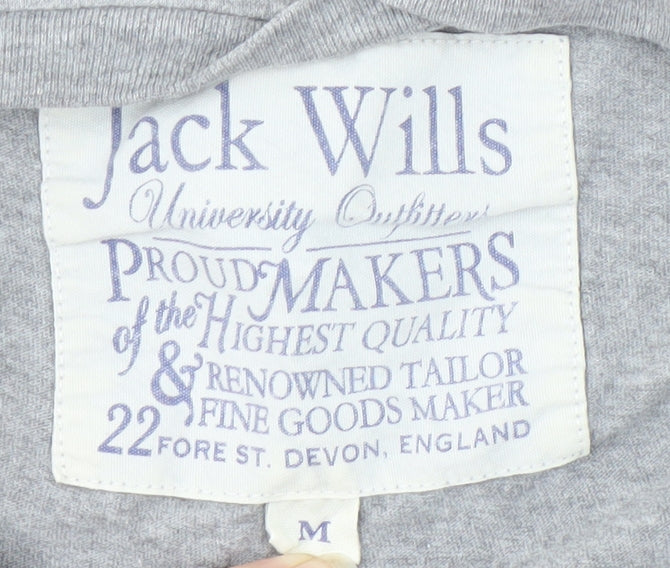 Jack Wills
University Outfitters
PROUD MAKERS
of the HIGHEST QUALITY
& RENOWNED TAILOR
FINE GOODS MAKER
22 FORE ST. DEVON, ENGLAND
M